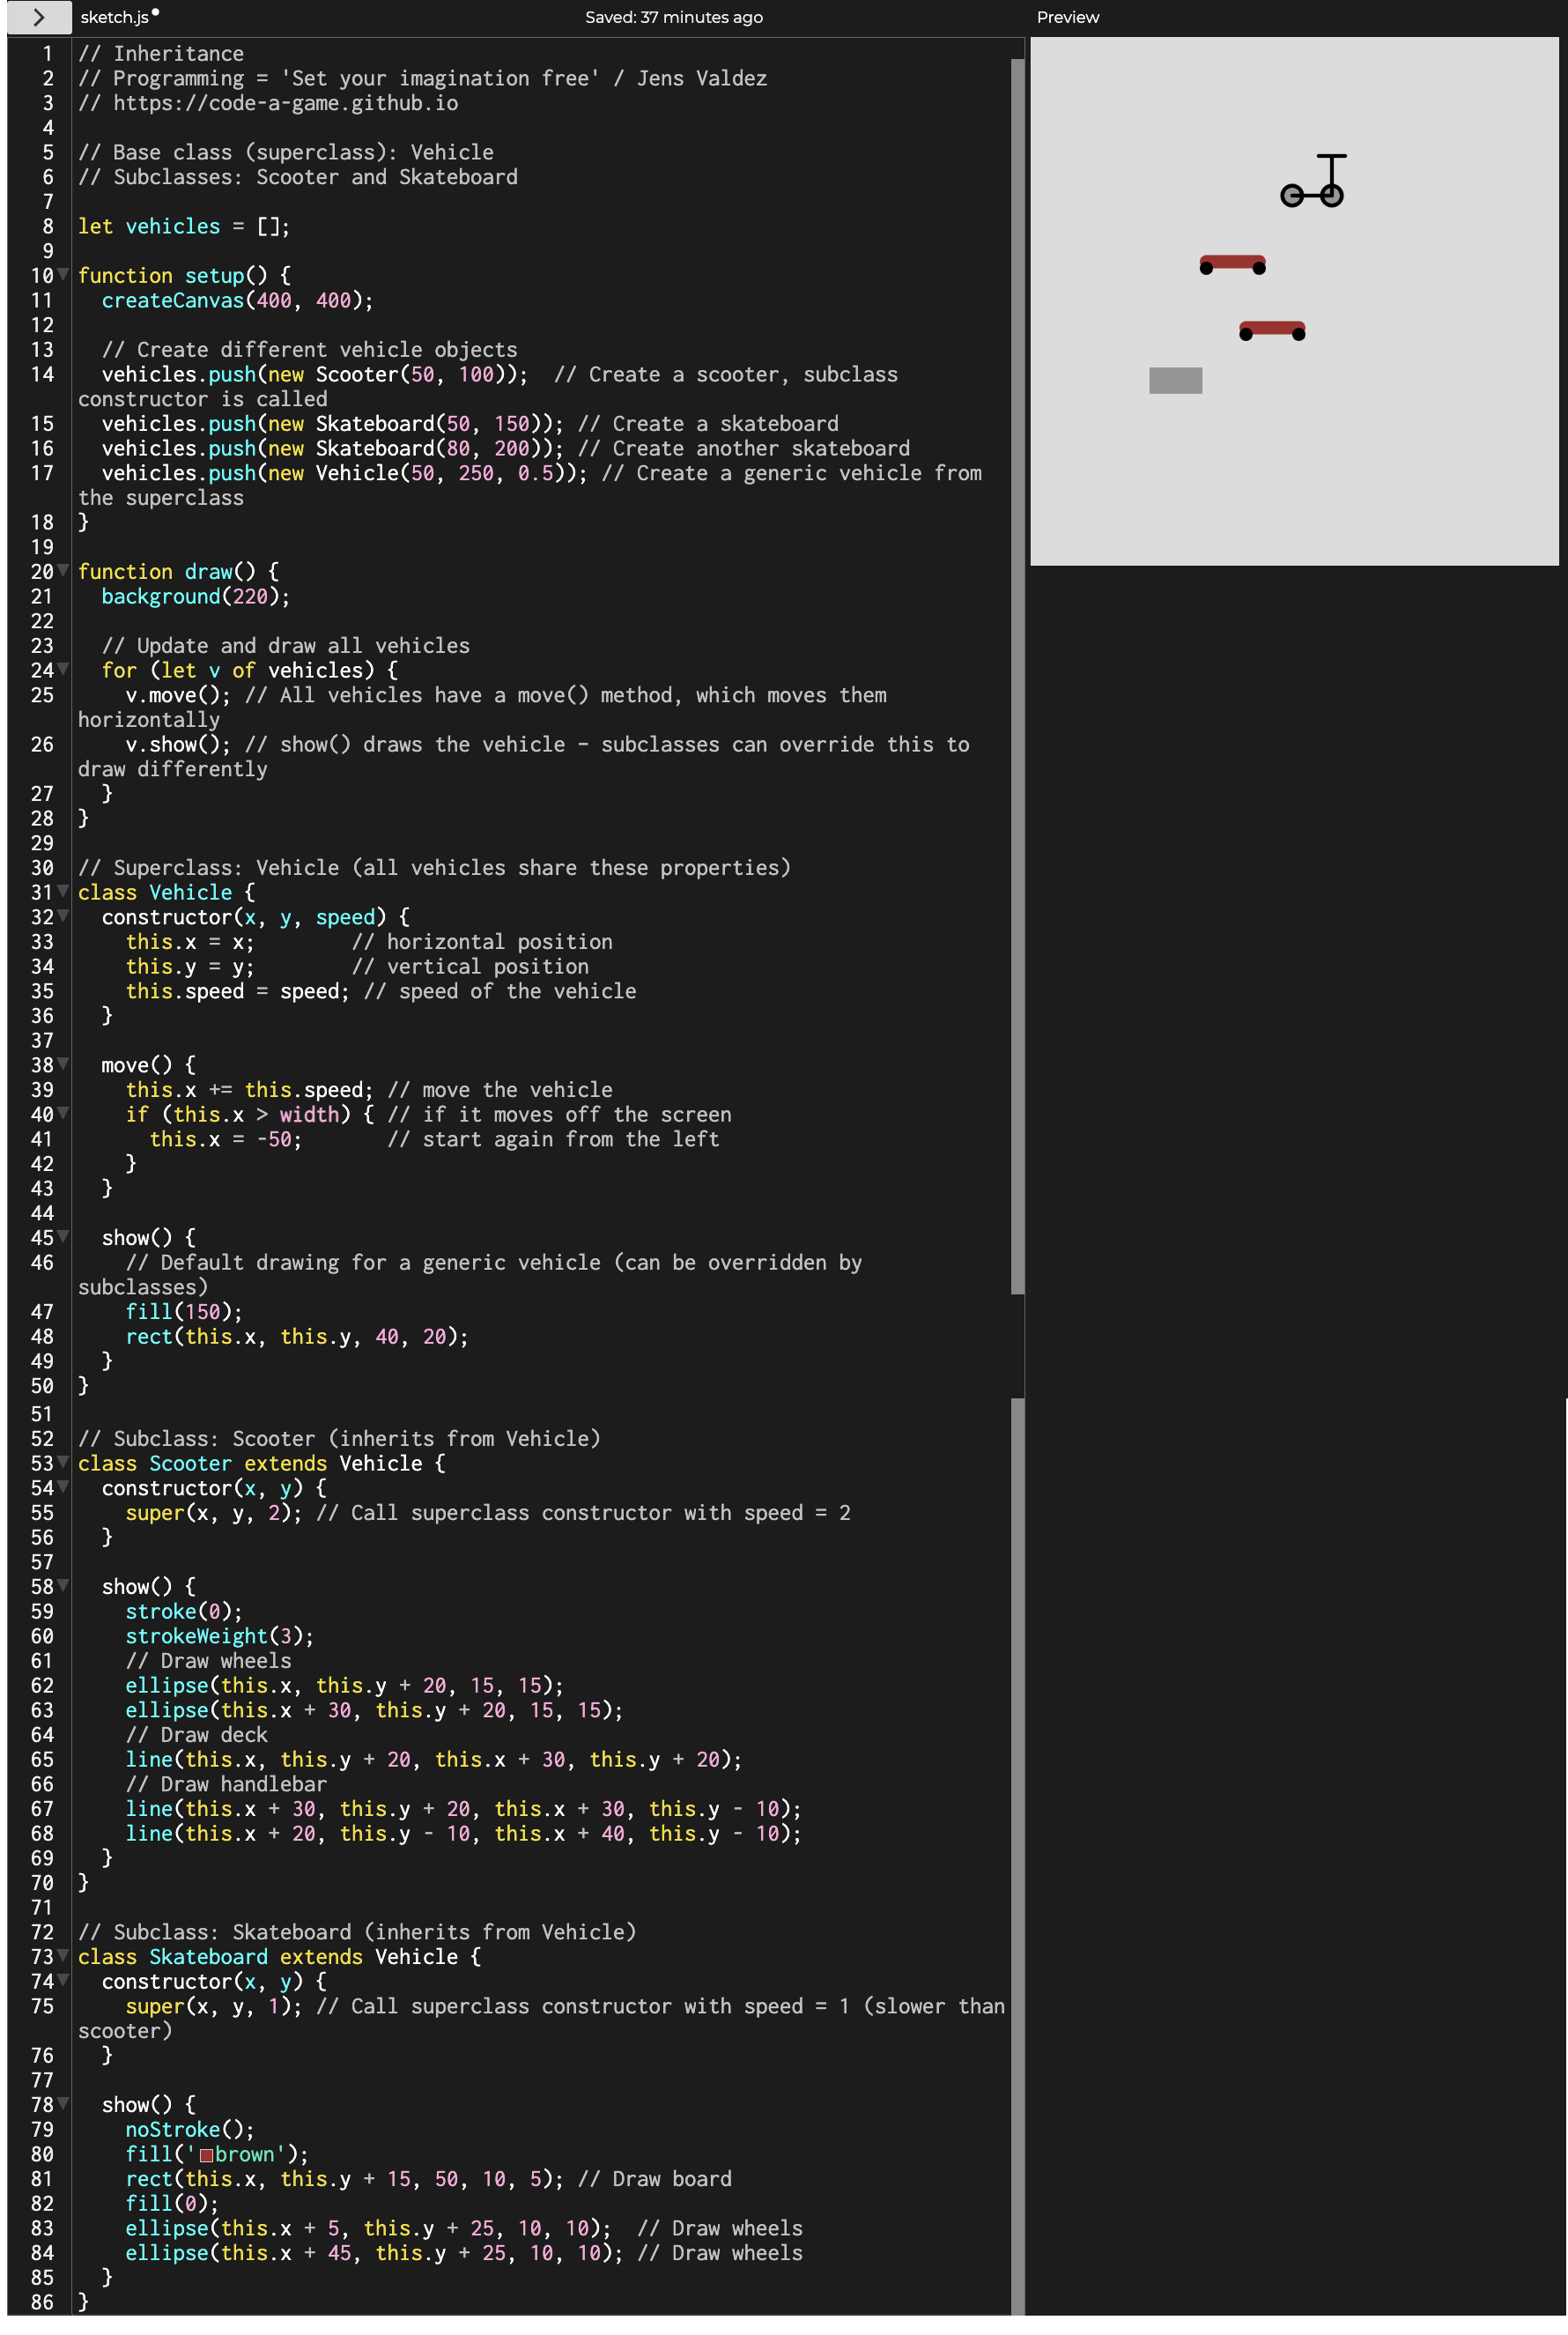 sketch.js
Saved: 37 minutes ago
Preview
1 // Inheritance
2 // Programming = 'Set your imagination free' / Jens Valdez
3 // https://code-a-game.github.io
4
5 // Base class (superclass): Vehicle
6 // Subclasses: Scooter and Skateboard
7
8 let vehicles = [];
9
10 function setup() {
11   createCanvas(400, 400);
12
13   // Create different vehicle objects
14   vehicles.push(new Scooter(50, 100));  // Create a scooter, subclass
constructor is called
15   vehicles.push(new Skateboard(50, 150)); // Create a skateboard
16   vehicles.push(new Skateboard(80, 200)); // Create another skateboard
17   vehicles.push(new Vehicle(50, 250, 0.5)); // Create a generic vehicle from
the superclass
18 }
19
20 function draw() {
21   background(220);
22
23   // Update and draw all vehicles
24   for (let v of vehicles) {
25     v.move(); // All vehicles have a move() method, which moves them
horizontally
26     v.show(); // show() draws the vehicle - subclasses can override this to
draw differently
27   }
28 }
29
30 // Superclass: Vehicle (all vehicles share these properties)
31 class Vehicle {
32   constructor(x, y, speed) {
33     this.x = x;        // horizontal position
34     this.y = y;        // vertical position
35     this.speed = speed; // speed of the vehicle
36   }
37
38   move() {
39     this.x += this.speed; // move the vehicle
40     if (this.x > width) { // if it moves off the screen
41       this.x = -50;       // start again from the left
42     }
43   }
44
45   show() {
46     // Default drawing for a generic vehicle (can be overridden by
subclasses)
47     fill(150);
48     rect(this.x, this.y, 40, 20);
49   }
50 }
51
52 // Subclass: Scooter (inherits from Vehicle)
53 class Scooter extends Vehicle {
54   constructor(x, y) {
55     super(x, y, 2); // Call superclass constructor with speed = 2
56   }
57
58   show() {
59     stroke(0);
60     strokeWeight(3);
61     // Draw wheels
62     ellipse(this.x, this.y + 20, 15, 15);
63     ellipse(this.x + 30, this.y + 20, 15, 15);
64     // Draw deck
65     line(this.x, this.y + 20, this.x + 30, this.y + 20);
66     // Draw handlebar
67     line(this.x + 30, this.y + 20, this.x + 30, this.y - 10);
68     line(this.x + 20, this.y - 10, this.x + 40, this.y - 10);
69   }
70 }
71
72 // Subclass: Skateboard (inherits from Vehicle)
73 class Skateboard extends Vehicle {
74   constructor(x, y) {
75     super(x, y, 1); // Call superclass constructor with speed = 1 (slower than
scooter)
76   }
77
78   show() {
79     noStroke();
80     fill('brown');
81     rect(this.x, this.y + 15, 50, 10, 5); // Draw board
82     fill(0);
83     ellipse(this.x + 5, this.y + 25, 10, 10);  // Draw wheels
84     ellipse(this.x + 45, this.y + 25, 10, 10); // Draw wheels
85   }
86 }